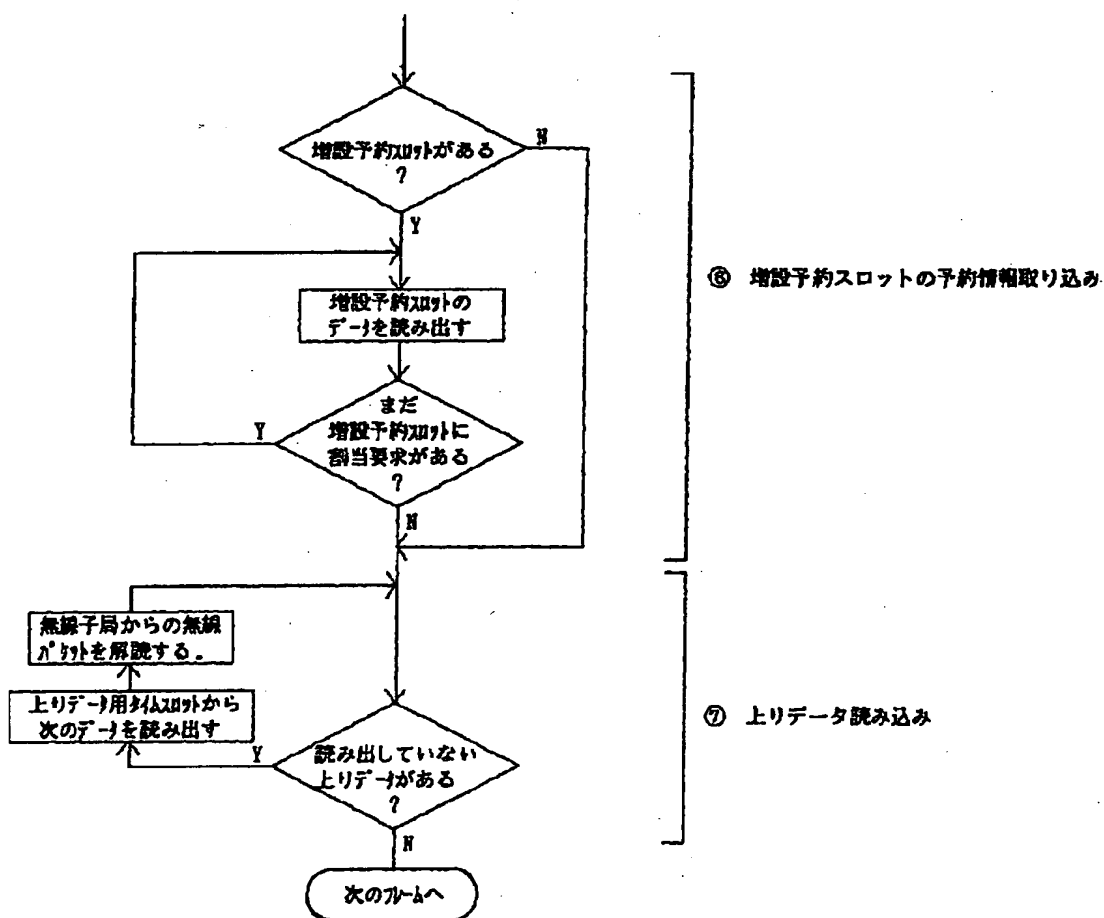 増設予約スロットがある
?
N
Y
増設予約スロットの
データを読み出す
まだ
増設予約スロットに
割当要求がある
?
Y
N
⑥ 増設予約スロットの予約情報取り込み
無線子局からの無線
パケットを解読する.
上りデータ用タイムスロットから
次のデータを読み出す
Y
読み出していない
上りデータがある
?
N
⑦ 上りデータ読み込み
次のフレームへ